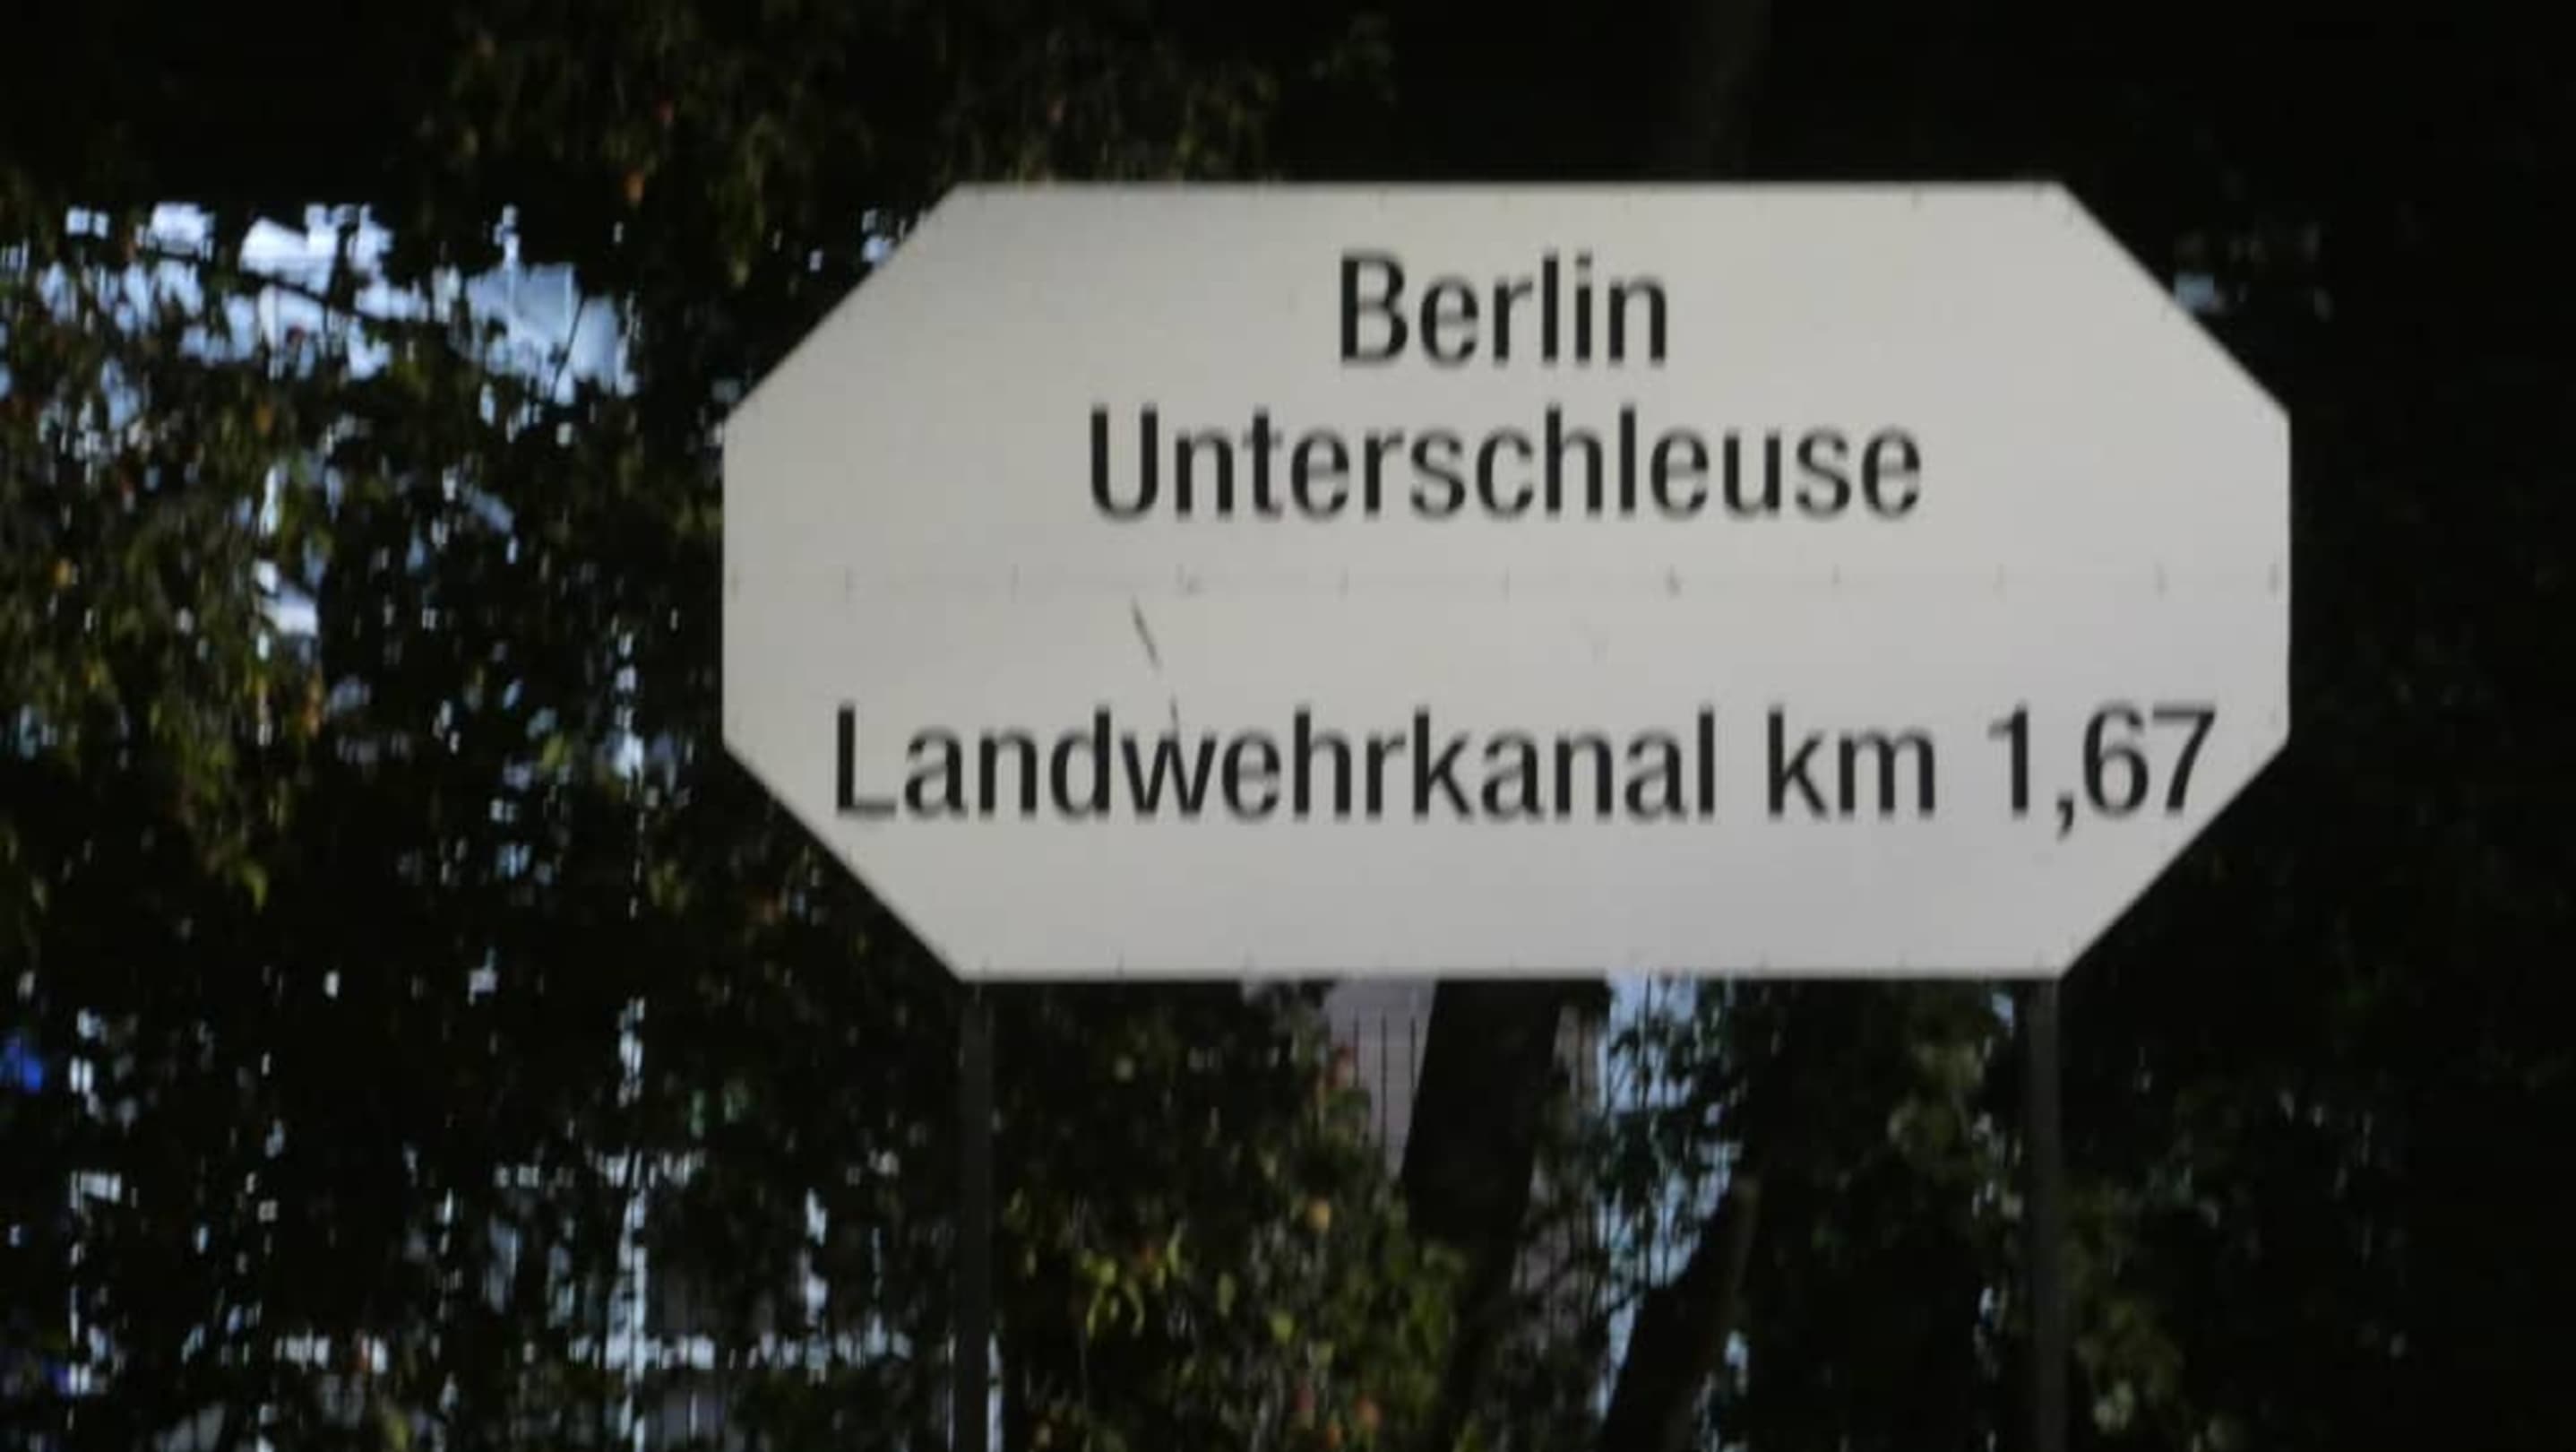 Berlin
Unterschleuse
Landwehrkanal km 1,67